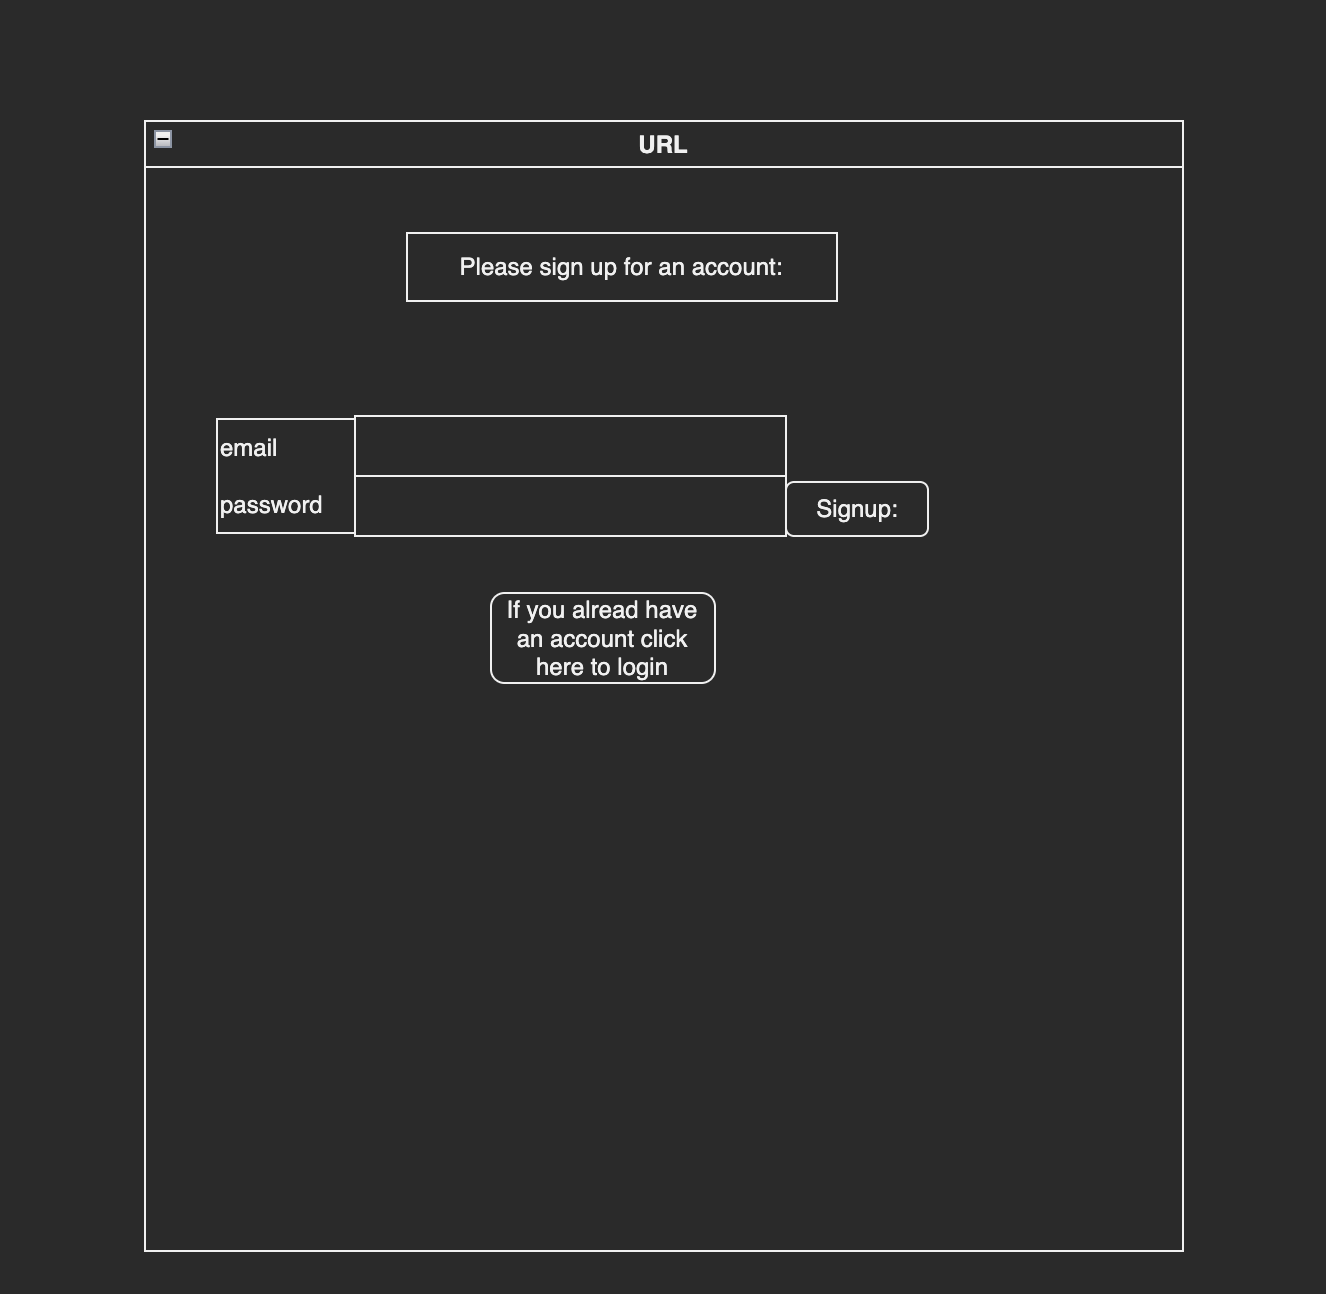 URL
Please sign up for an account:
email
password
Signup:
If you alread have
an account click
here to login